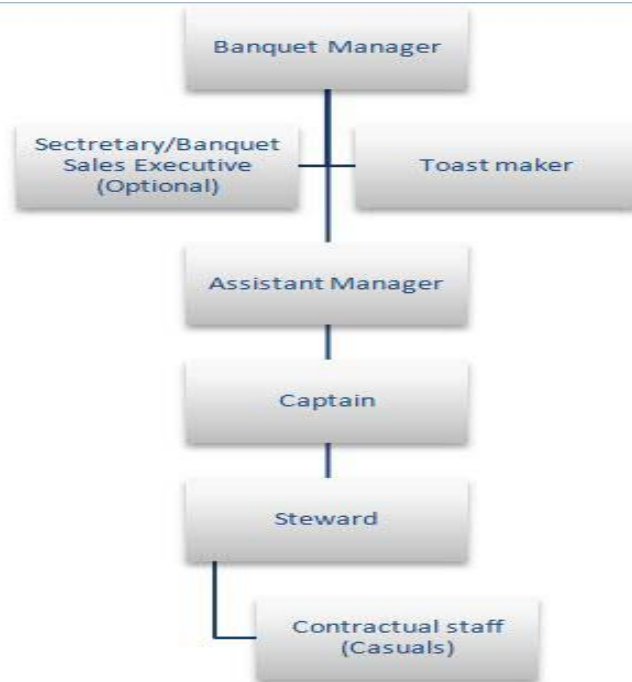 Banquet Manager
Sectretary/Banquet
Sales Executive
(Optional)
Toast maker
Assistant Manager
Captain
Steward
Contractual staff
(Casuals)